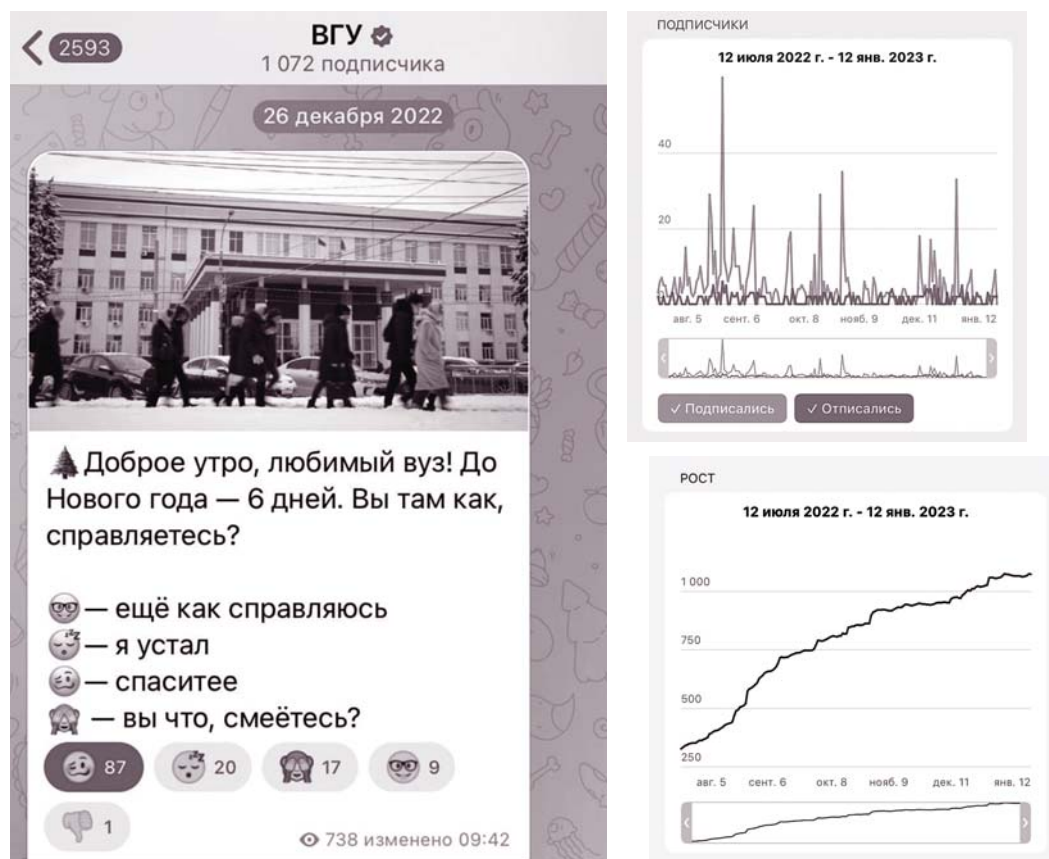 2593
ВГУ
1 072 подписчика
26 декабря 2022
Доброе утро, любимый вуз! До
Нового года — 6 дней. Вы там как,
справляетесь?
— ещё как справляюсь
— я устал
— спаситее
— вы что, смеётесь?
87
20
17
9
1
738 изменено 09:42
ПОДПИСЧИКИ
12 июля 2022 г. - 12 янв. 2023 г.
40
20
авг. 5 сент. 6 окт. 8 нояб. 9 дек. 11 янв. 12
✓ Подписались ✓ Отписались
РОСТ
12 июля 2022 г. - 12 янв. 2023 г.
1 000
750
500
250
авг. 5 сент. 6 окт. 8 нояб. 9 дек. 11 янв. 12